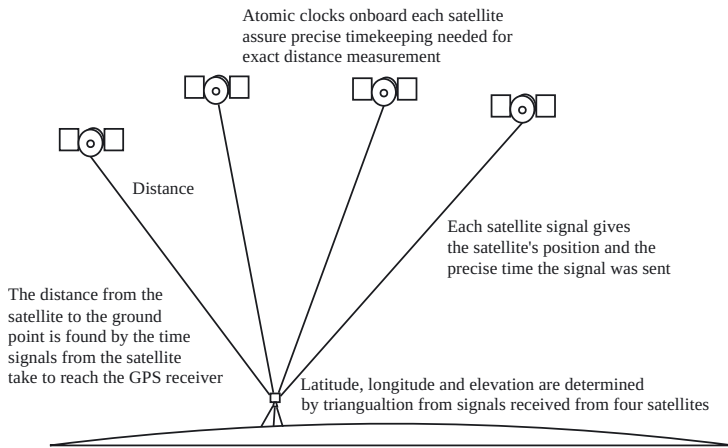 Atomic clocks onboard each satellite
assure precise timekeeping needed for
exact distance measurement
Distance
Each satellite signal gives
the satellite's position and the
precise time the signal was sent
The distance from the
satellite to the ground
point is found by the time
signals from the satellite
take to reach the GPS receiver
Latitude, longitude and elevation are determined
by triangualtion from signals received from four satellites